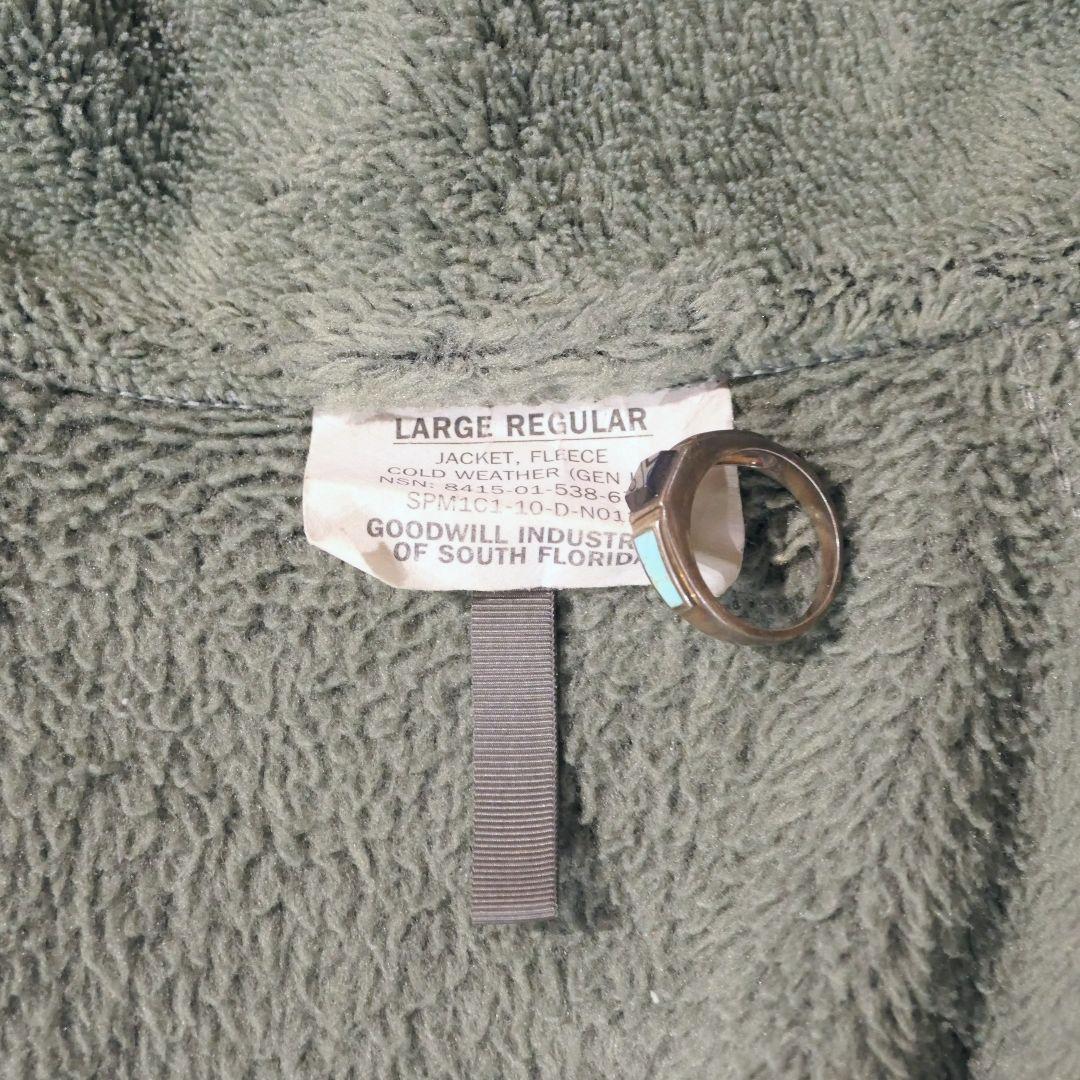 LARGE REGULAR
JACKET, FLEECE
COLD WEATHER (GEN
NSN: 8415-01-538-6
SPM1C1-10-D-N01
GOODWILL INDUSTR
OF SOUTH FLORIDA